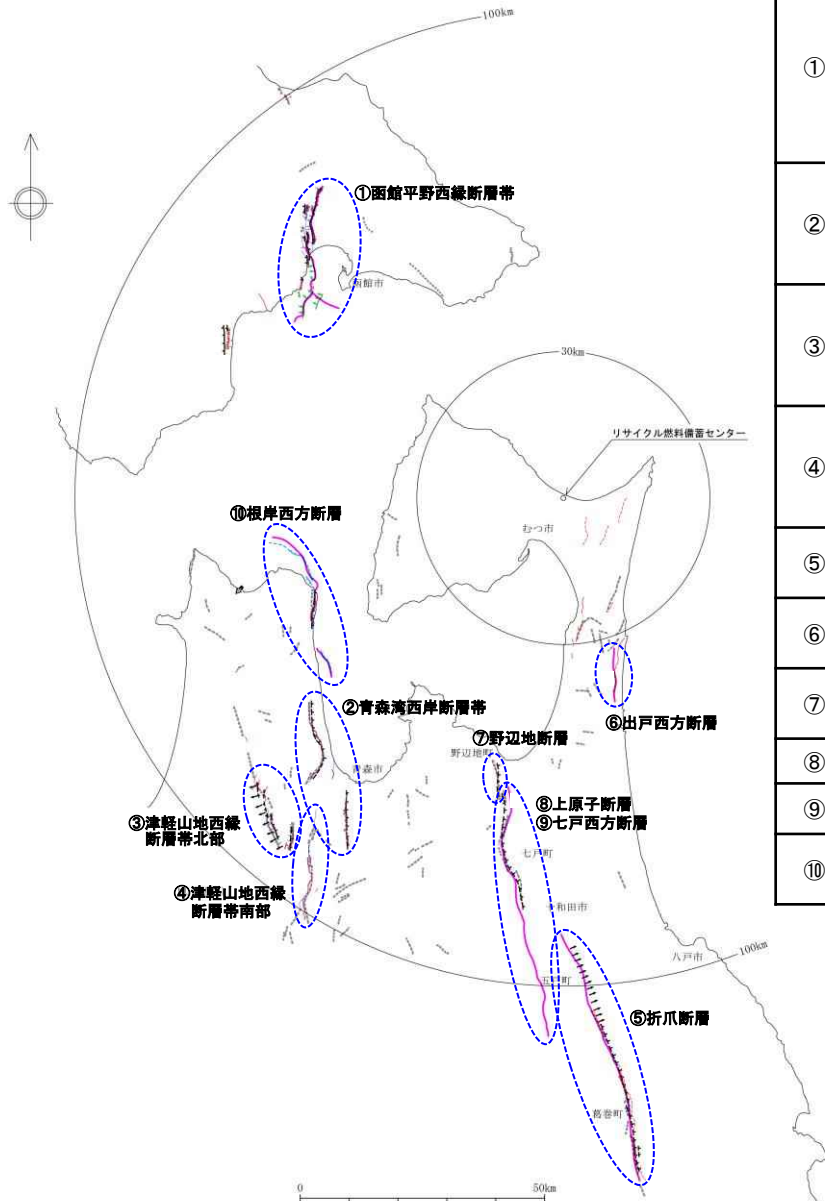 100km
①函館平野西縁断層帯
函館市
30km
リサイクル燃料備蓄センター
むつ市
⑩根岸西方断層
②青森湾西岸断層帯
青森市
⑥出戸西方断層
⑦野辺地断層
野辺地町
⑧上原子断層
⑨七戸西方断層
③津軽山地西縁
断層帯北部
七戸町
④津軽山地西縁
断層帯南部
十和田市
八戸市
100km
五戸町
⑤折爪断層
葛巻町
0
50km
①
②
③
④
⑤
⑥
⑦
⑧
⑨
⑩